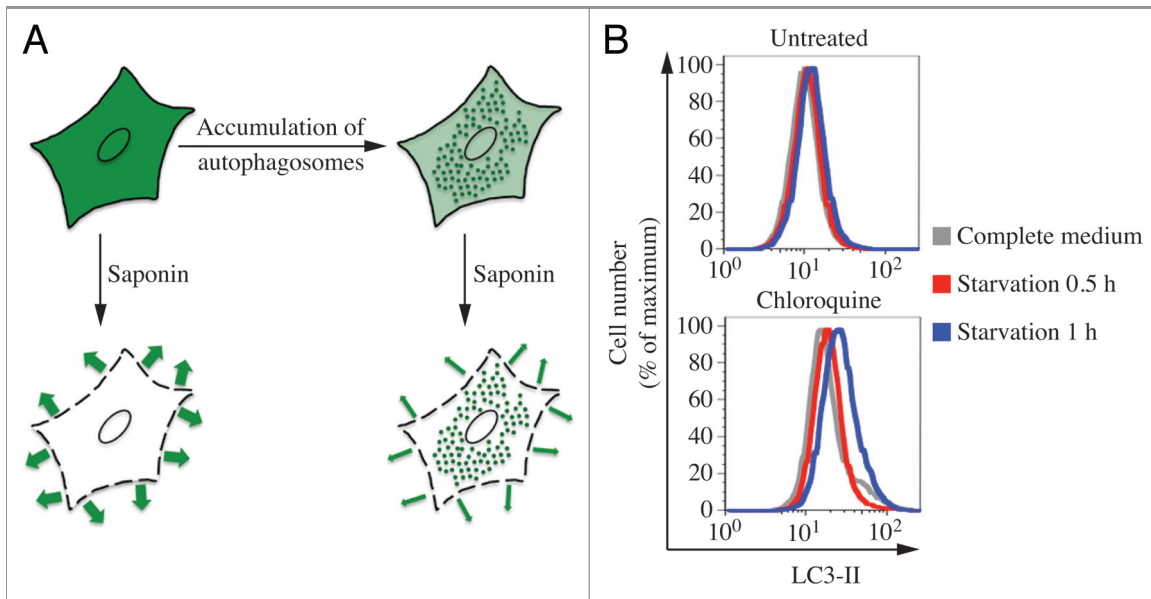 A
Accumulation of
autophagosomes
Saponin
Saponin
B
Untreated
100
80
60
40
20
0
10⁰
10¹
10²
Chloroquine
100
80
60
40
20
0
10⁰
10¹
10²
Cell number
(% of maximum)
LC3-II
Complete medium
Starvation 0.5 h
Starvation 1 h